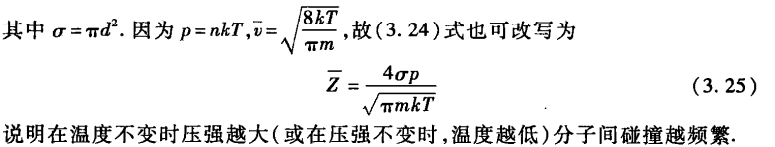 其中 σ=πd². 因为 p=nkT, v̄=√(8kT/πm), 故(3.24)式也可改写为
Z̄ = 4σp/√(πmkT) (3.25)
说明在温度不变时压强越大(或在压强不变时,温度越低)分子间碰撞越频繁.